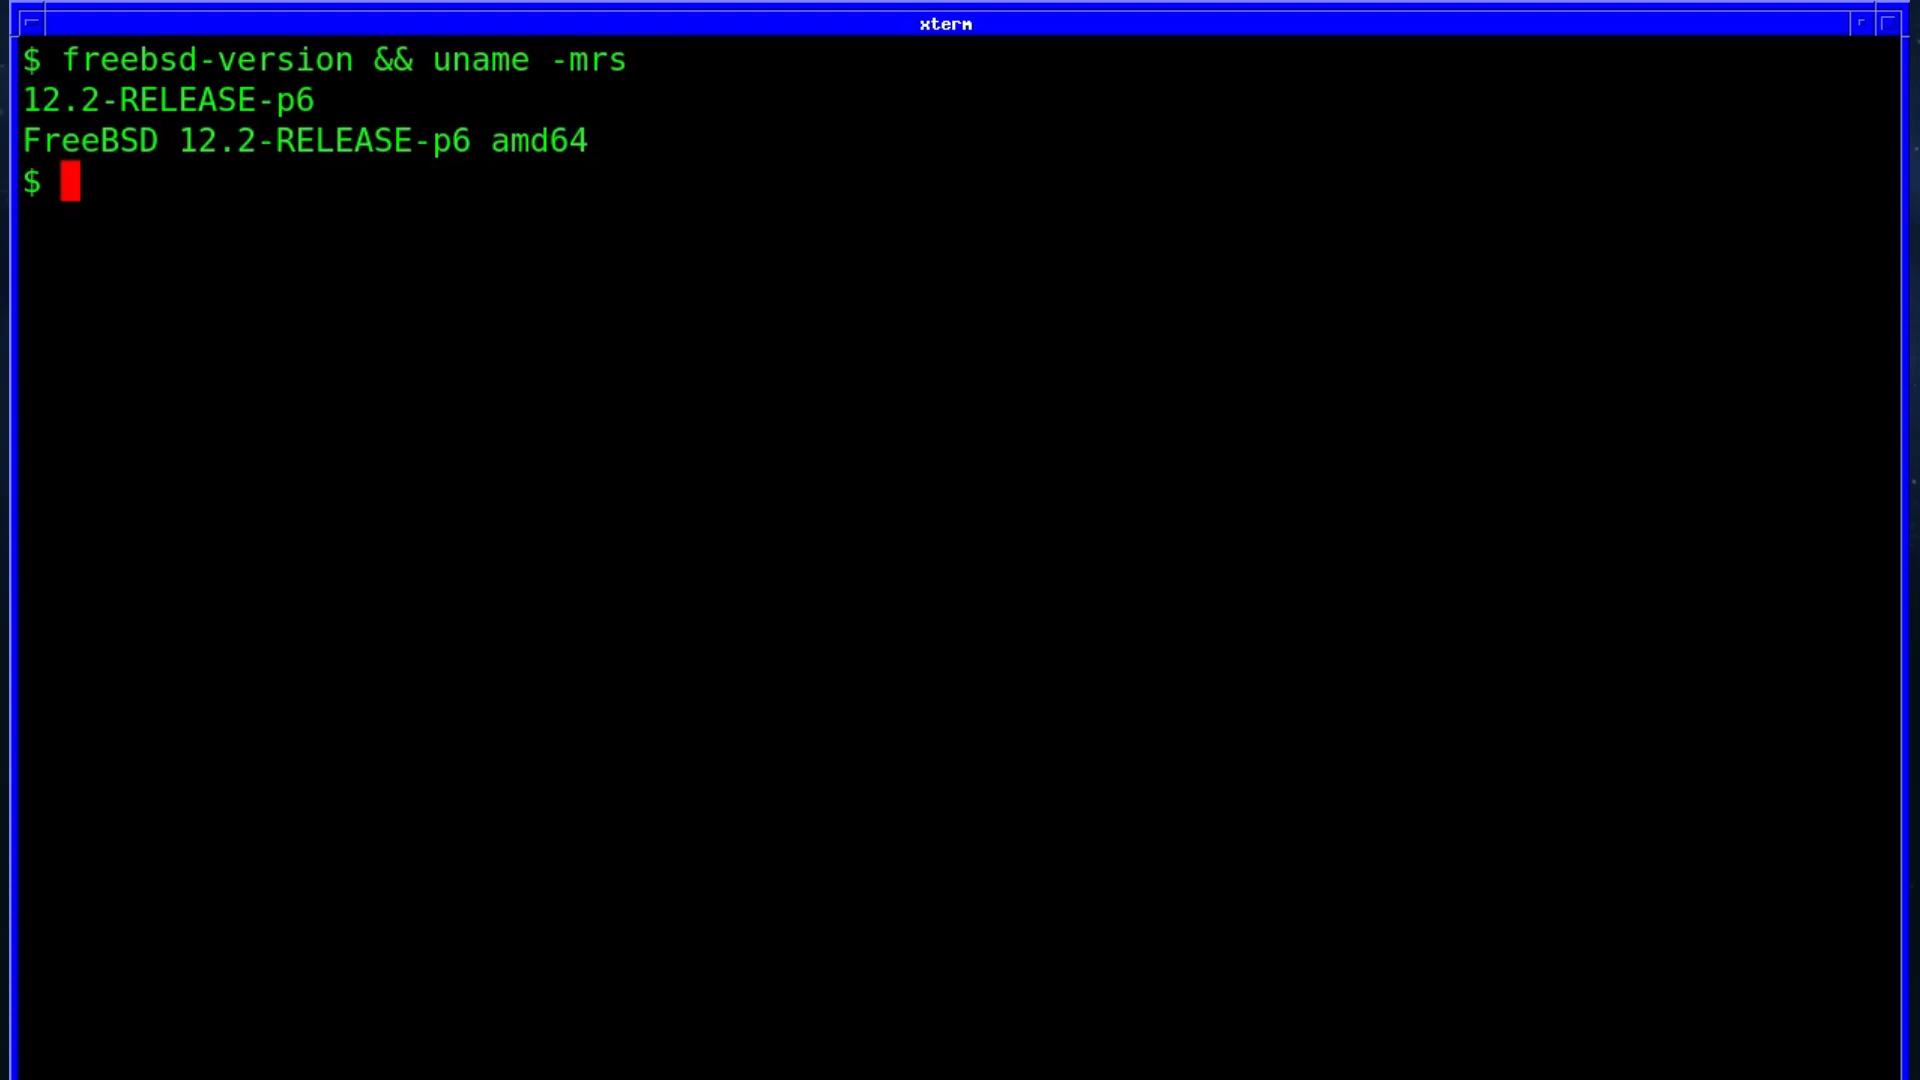 xterm
$ freebsd-version && uname -mrs
12.2-RELEASE-p6
FreeBSD 12.2-RELEASE-p6 amd64
$